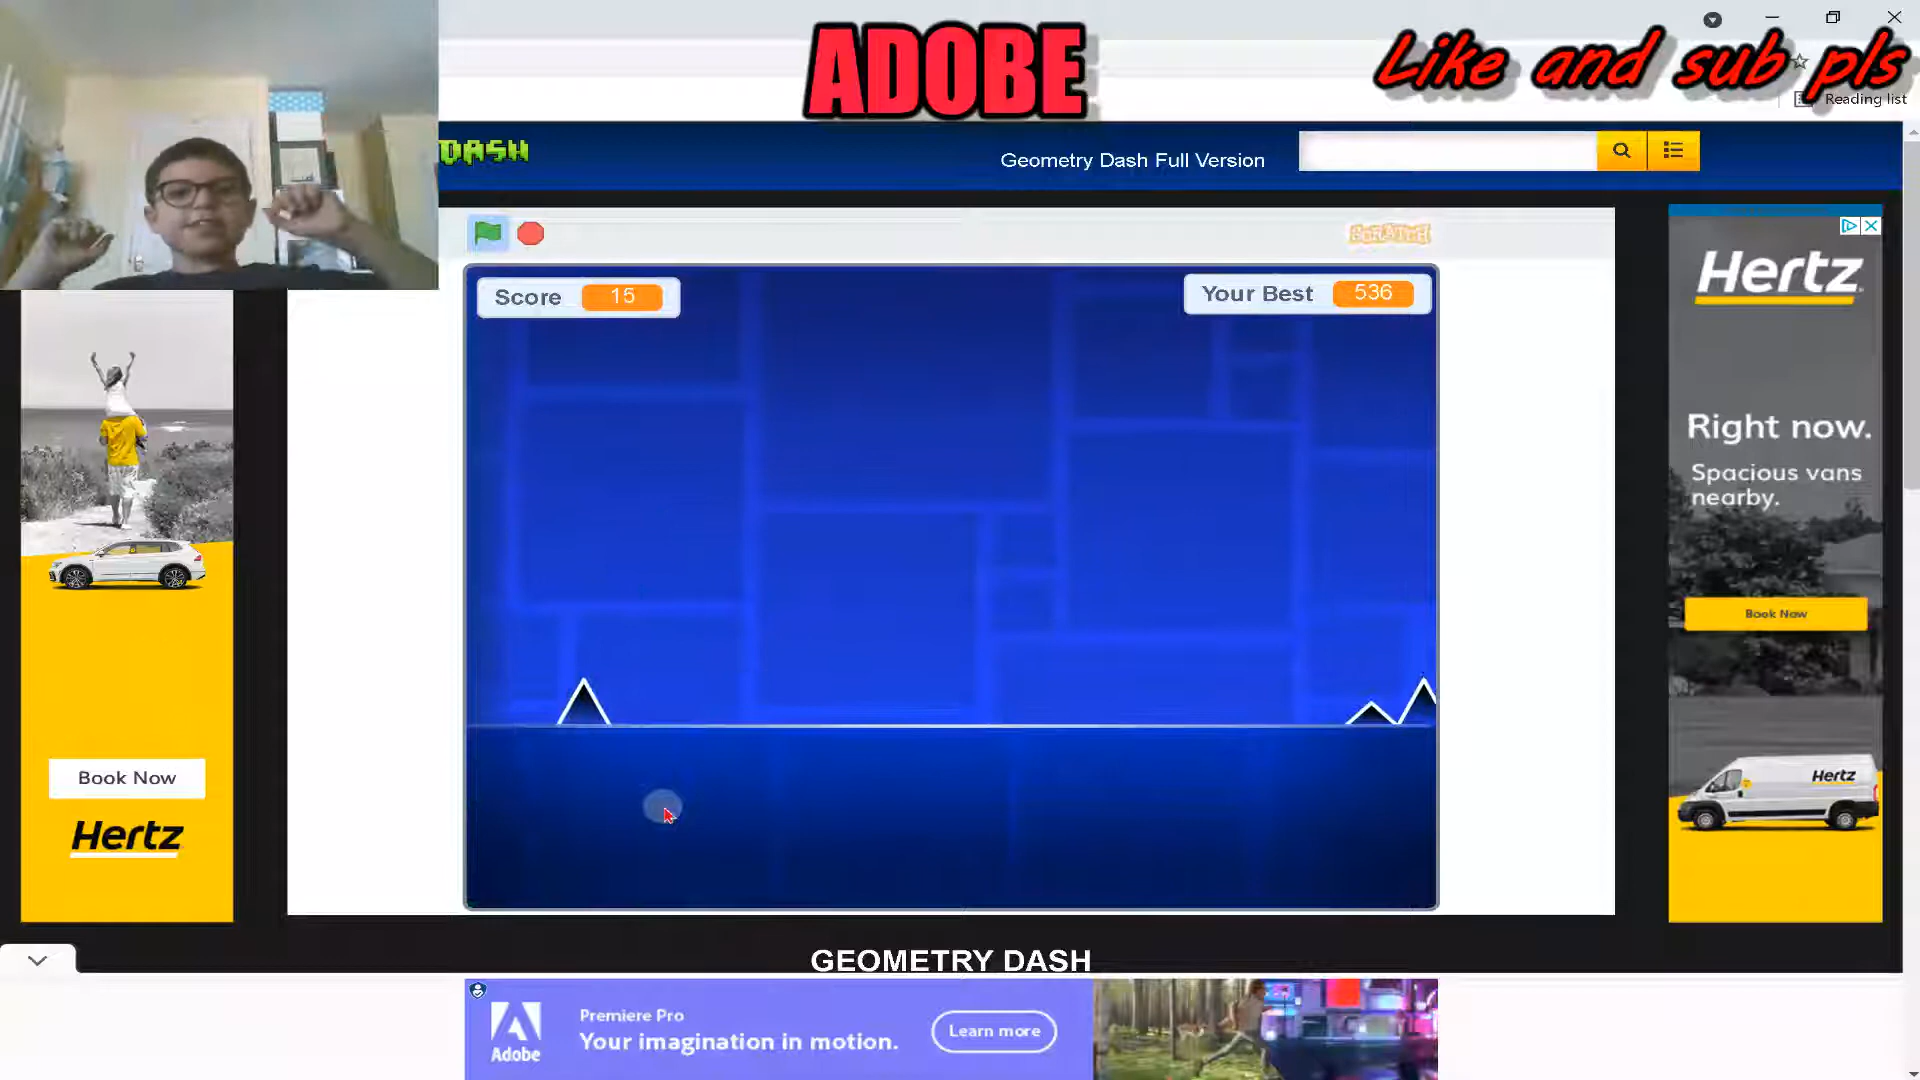 ADOBE
Like and sub pls
Reading list
DASH
Geometry Dash Full Version
SCRATCH
Score 15
Your Best 536
Hertz
Right now.
Spacious vans
nearby.
Book Now
Hertz
Book Now
Hertz
GEOMETRY DASH
Adobe
Premiere Pro
Your imagination in motion.
Learn more